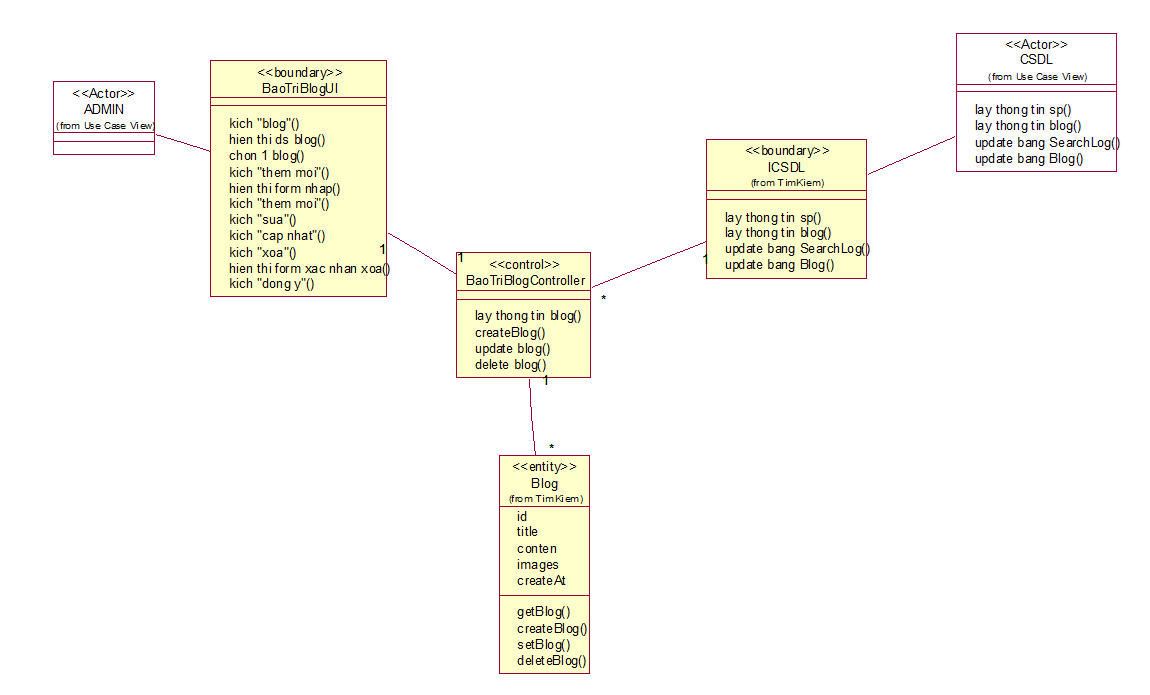 <<Actor>>
ADMIN
(from Use Case View)
<<boundary>>
BaoTriBlogUI
kich "blog"()
hien thi ds blog()
chon 1 blog()
kich "them moi"()
hien thi form nhap()
kich "them moi"()
kich "sua"()
kich "cap nhat"()
kich "xoa"()
hien thi form xac nhan xoa()
kich "dong y"()
1
1
<<control>>
BaoTriBlogController
lay thong tin blog()
createBlog()
update blog()
delete blog()
*
1
<<boundary>>
ICSDL
(from TimKiem)
lay thong tin sp()
lay thong tin blog()
update bang SearchLog()
update bang Blog()
1
<<Actor>>
CSDL
(from Use Case View)
lay thong tin sp()
lay thong tin blog()
update bang SearchLog()
update bang Blog()
*
<<entity>>
Blog
(from TimKiem)
id
title
conten
images
createAt
getBlog()
createBlog()
setBlog()
deleteBlog()